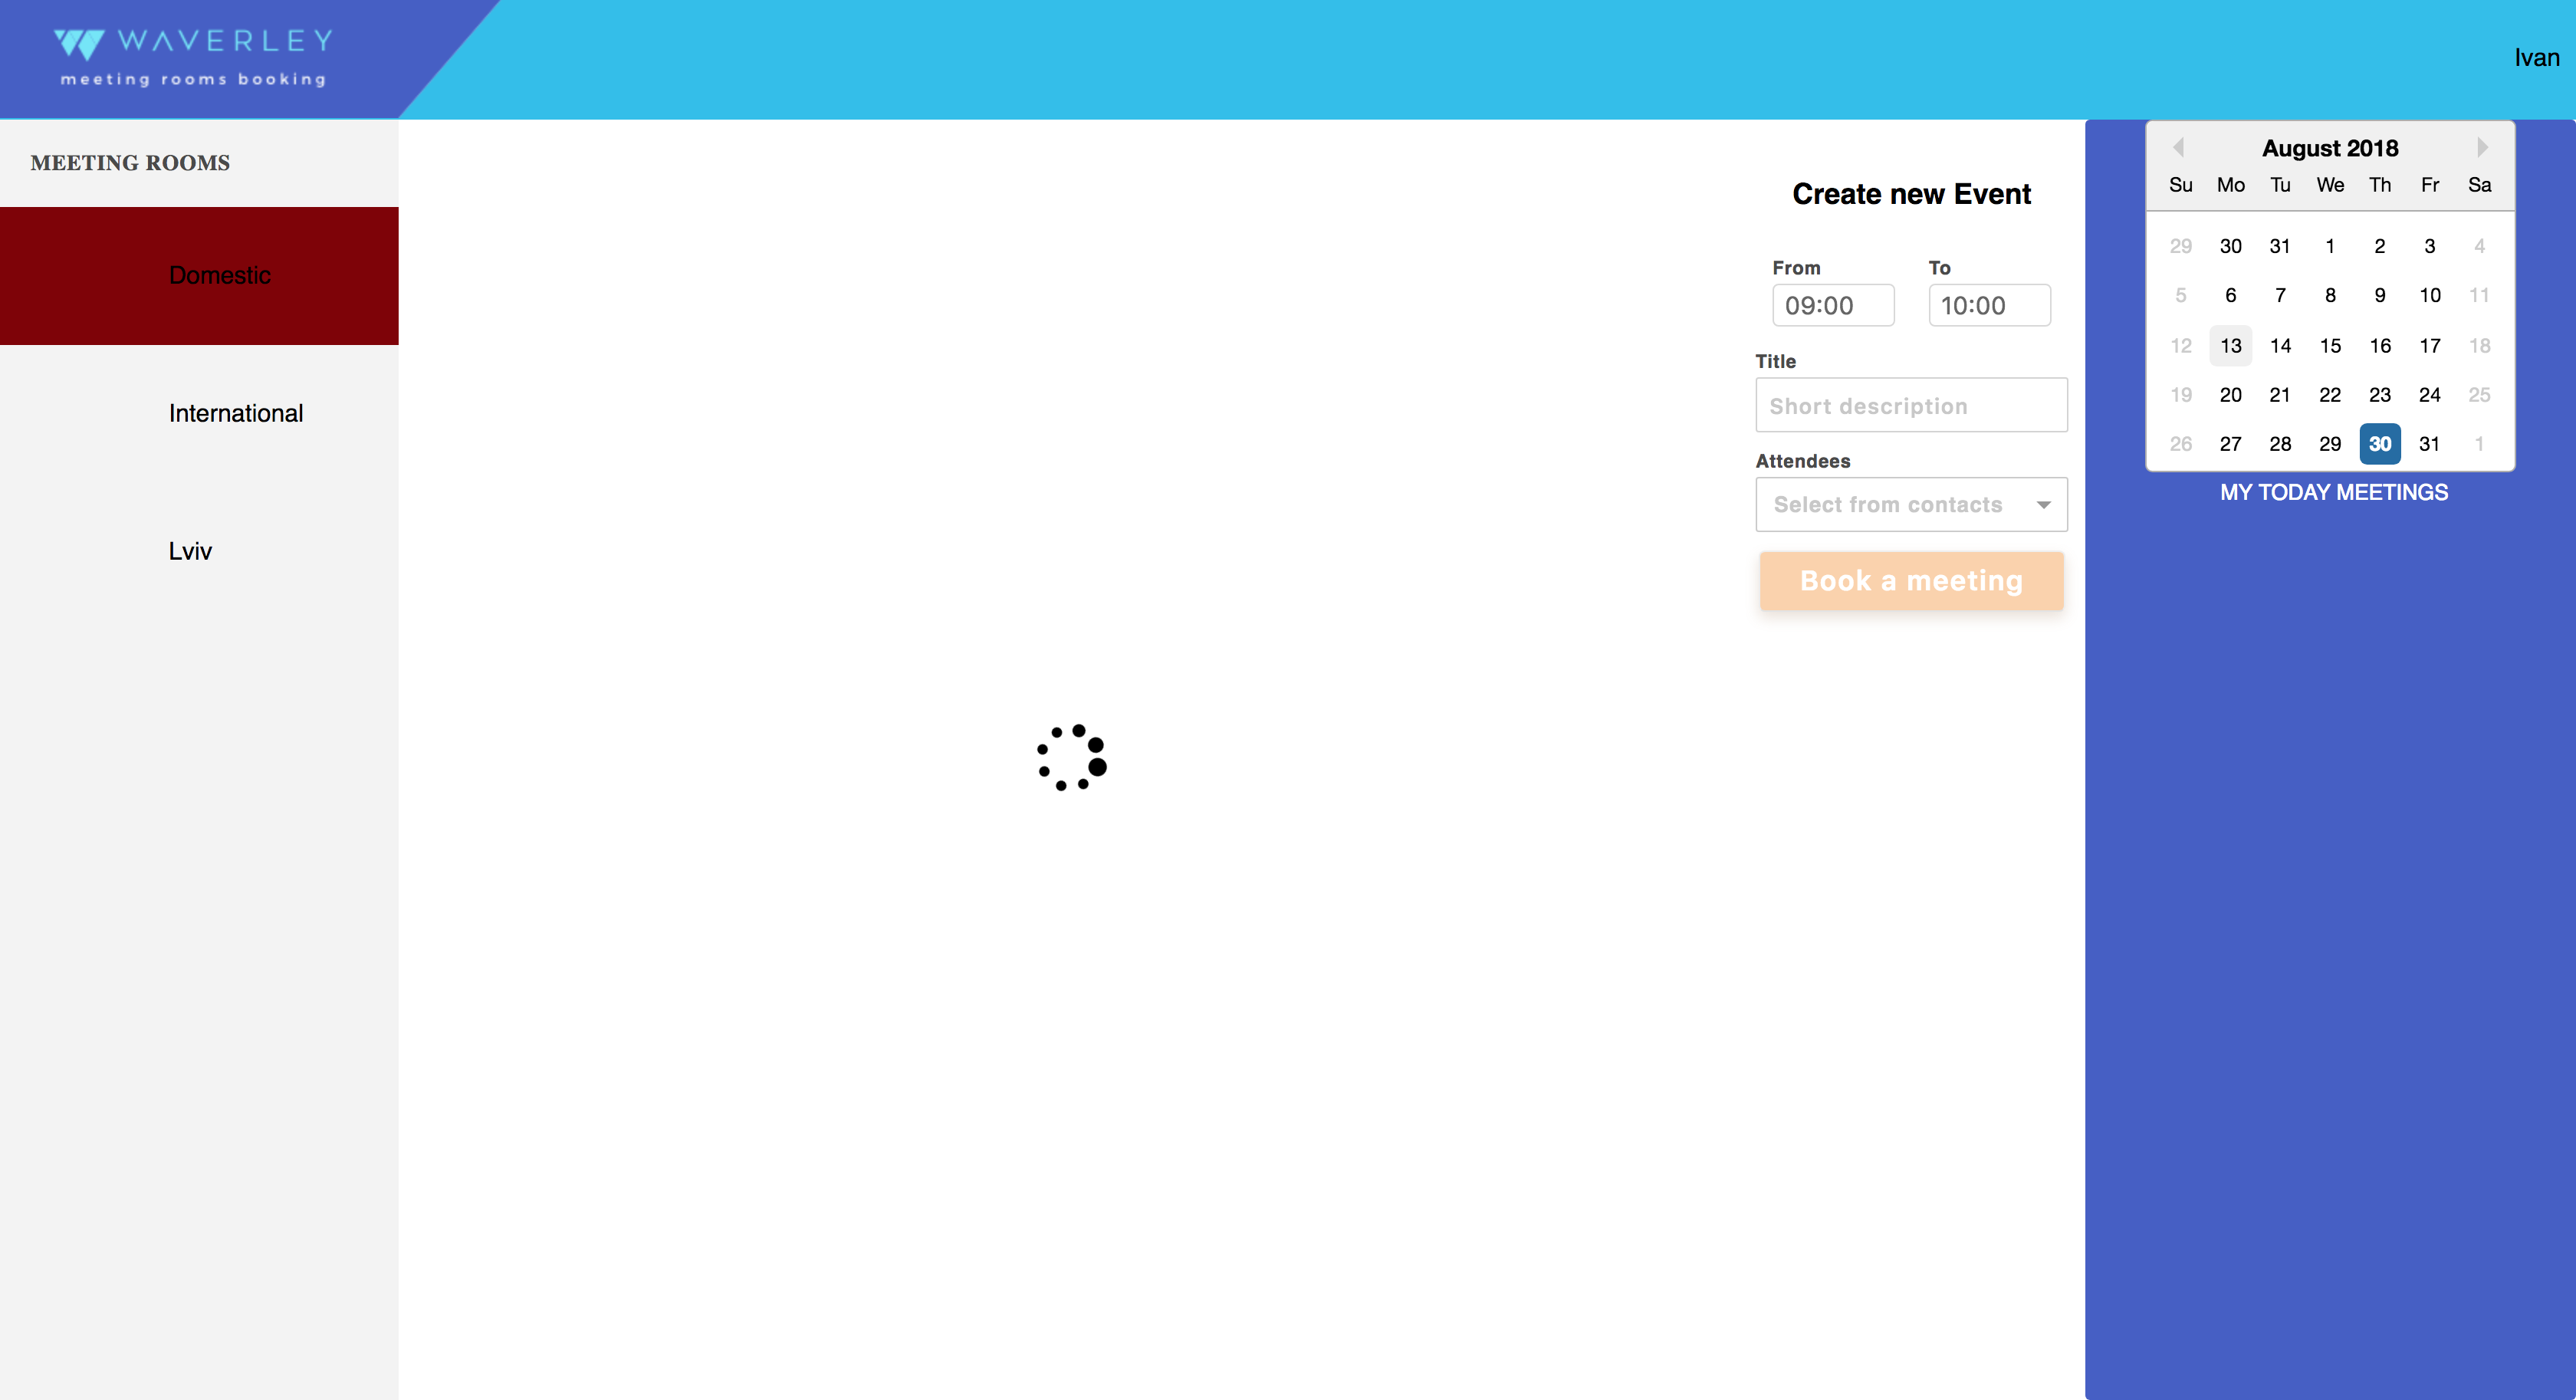 WAVERLEY
meeting rooms booking
Ivan
MEETING ROOMS
Domestic
International
Lviv
Create new Event
From To
09:00 10:00
Title
Short description
Attendees
Select from contacts
Book a meeting
August 2018
Su Mo Tu We Th Fr Sa
29 30 31 1 2 3 4
5 6 7 8 9 10 11
12 13 14 15 16 17 18
19 20 21 22 23 24 25
26 27 28 29 30 31 1
MY TODAY MEETINGS